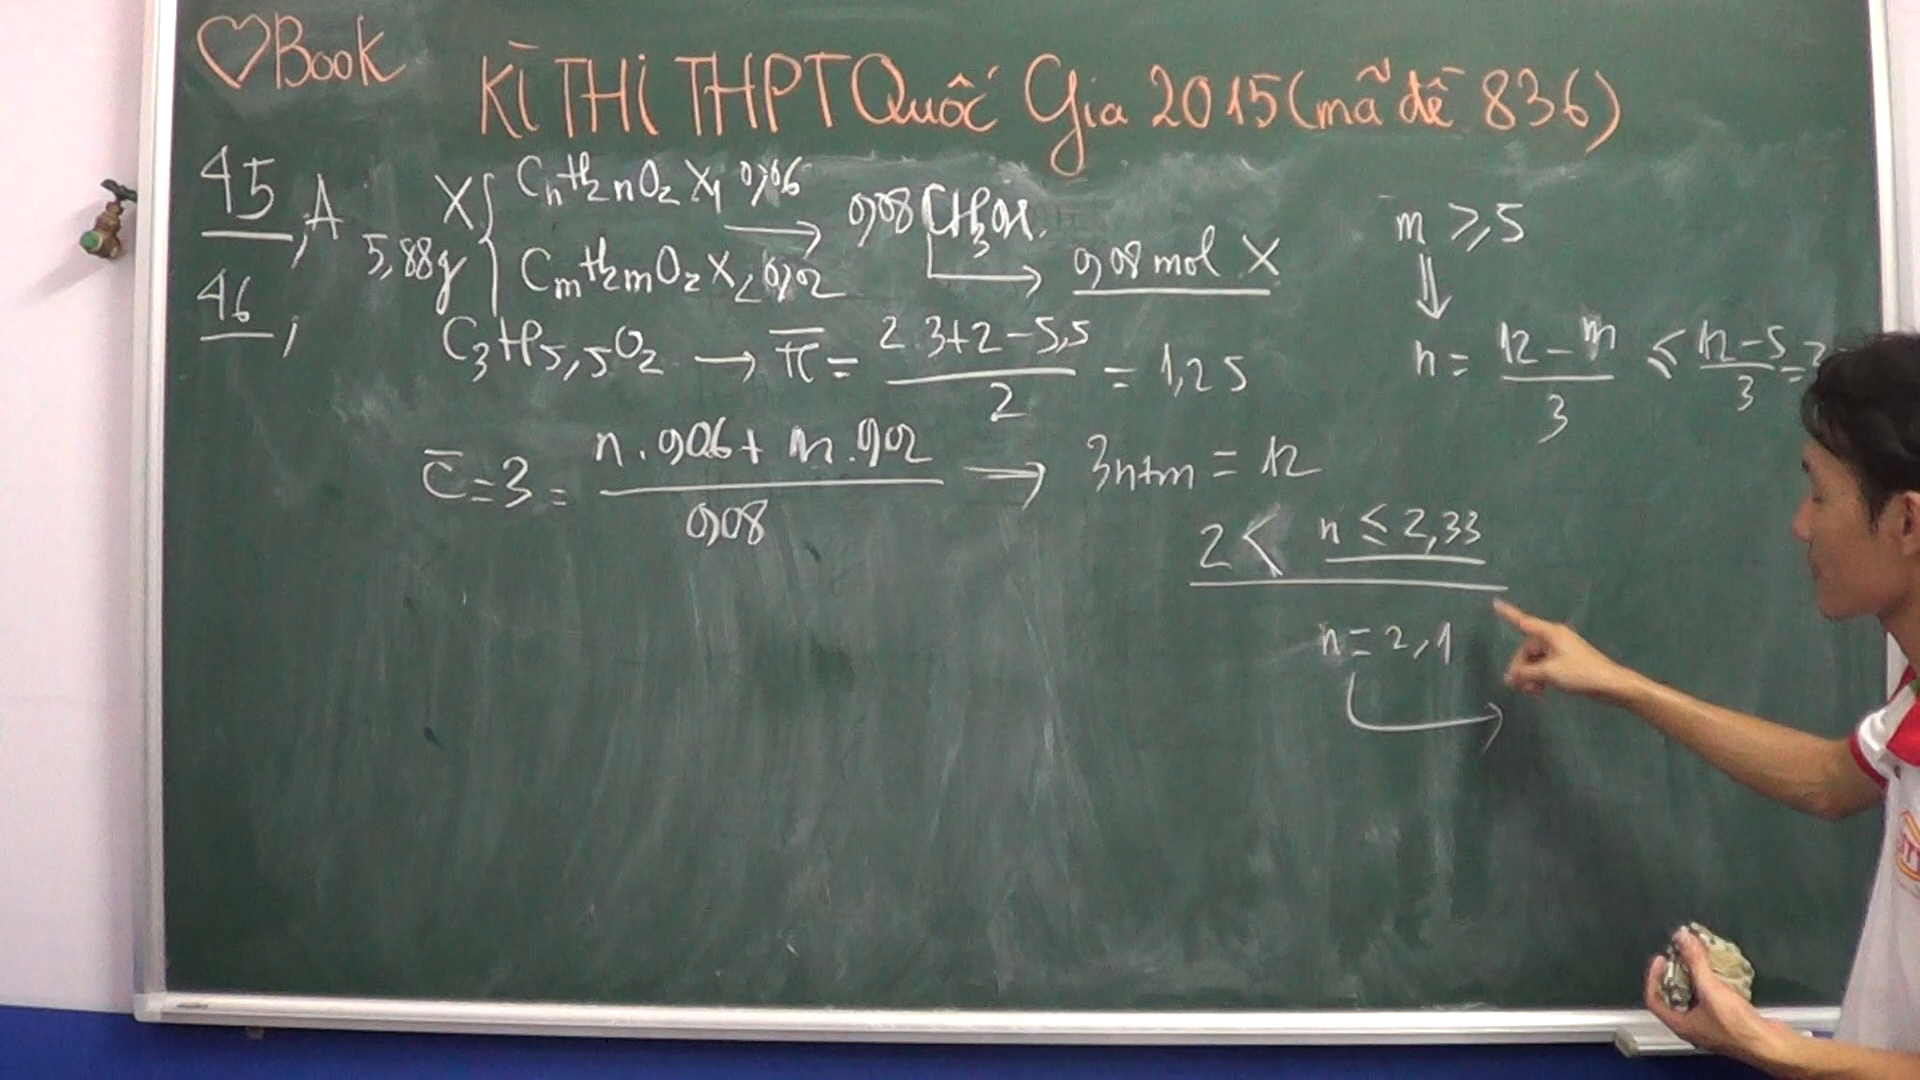 ♡Book
KÌ THI THPT Quốc Gia 2015 (mã đề 836)
45, A
46,
X { CnH2nO2 X1 0,06
5,88g { CmH2mO2 X2 0,02
→ 0,08 CH3OH.
→ 0,08 mol X
C3H5,5O2 → π̅ = (2.3+2-5,5)/2 = 1,25
C̅ = 3 = (n.0,06 + m.0,02)/0,08 → 3n+m = 12
m ≥ 5
⇓
n = (12-m)/3 ≤ (12-5)/3 =
2 < n ≤ 2,33
n = 2,1